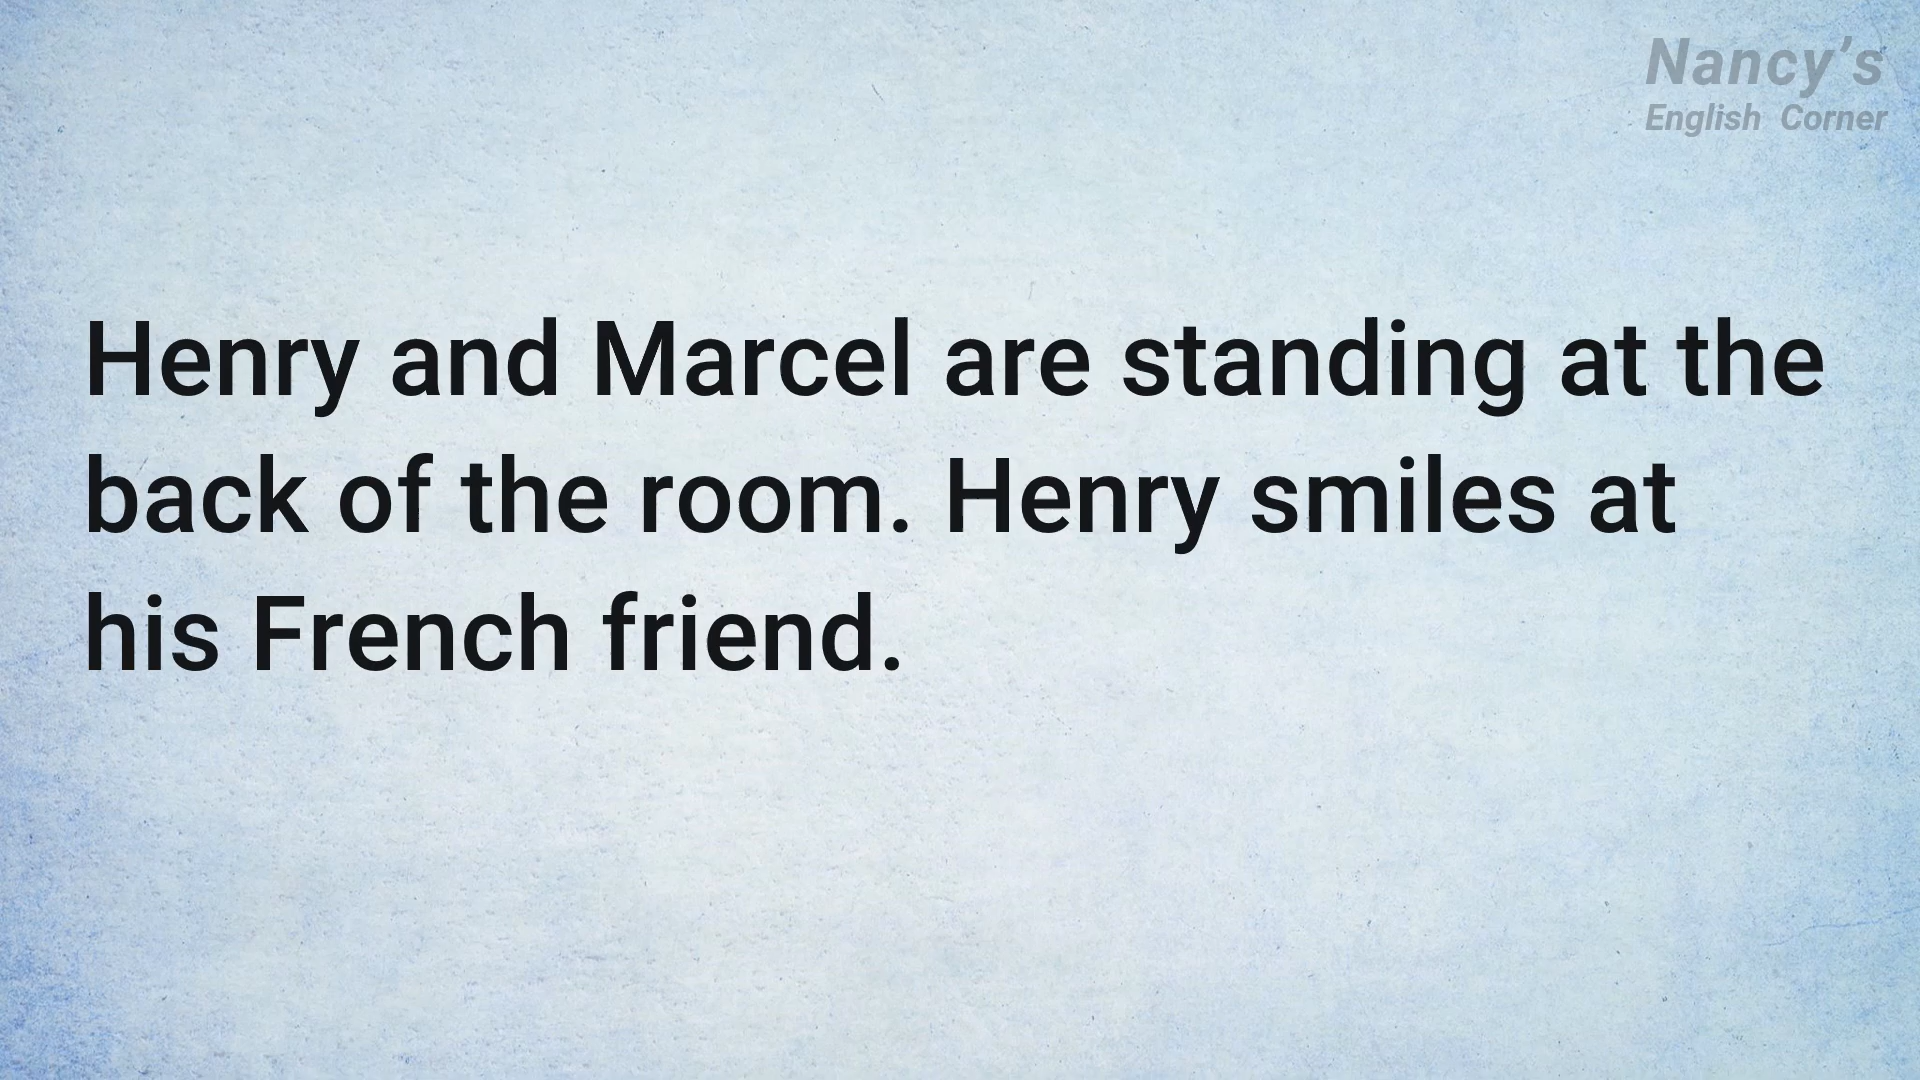 Nancy’s
English Corner
Henry and Marcel are standing at the
back of the room. Henry smiles at
his French friend.